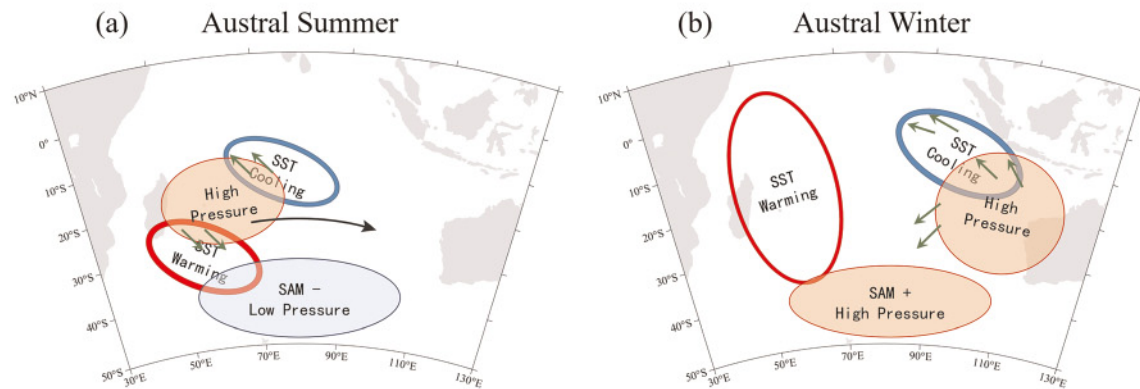 (a) Austral Summer
10°N
0°
10°S
20°S
30°S
40°S
50°S
30°E
50°E
70°E
90°E
110°E
130°E
SST
Cooling
High
Pressure
SST
Warming
SAM −
Low Pressure
(b) Austral Winter
10°N
0°
10°S
20°S
30°S
40°S
50°S
30°E
50°E
70°E
90°E
110°E
130°E
SST
Warming
SST
Cooling
High
Pressure
SAM +
High Pressure